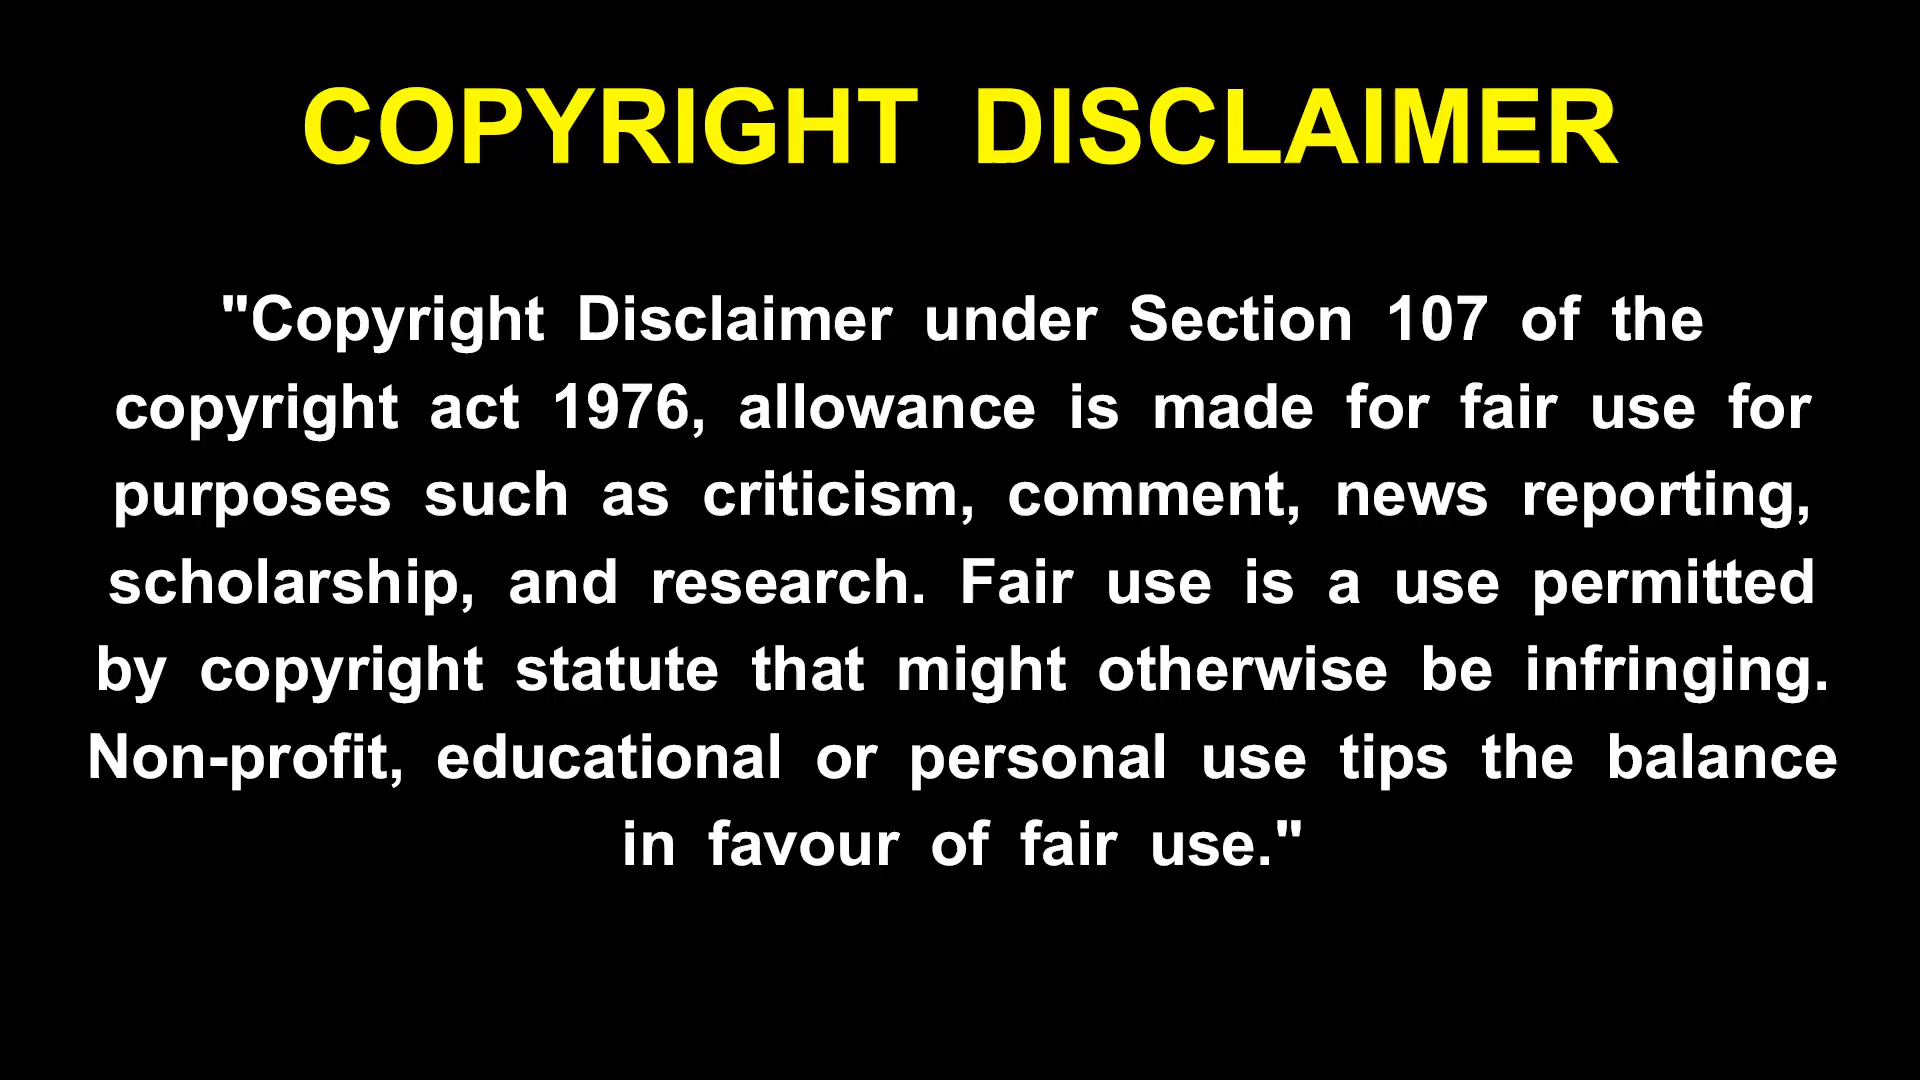 COPYRIGHT DISCLAIMER
"Copyright Disclaimer under Section 107 of the
copyright act 1976, allowance is made for fair use for
purposes such as criticism, comment, news reporting,
scholarship, and research. Fair use is a use permitted
by copyright statute that might otherwise be infringing.
Non-profit, educational or personal use tips the balance
in favour of fair use."